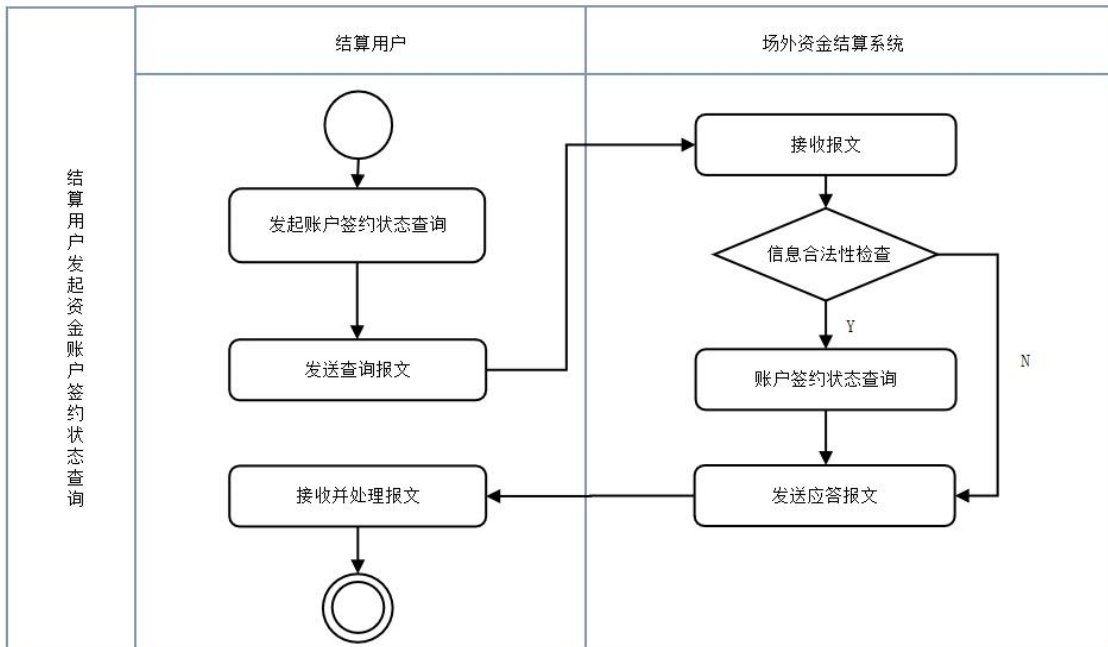 结算用户
场外资金结算系统
结算用户发起资金账户签约状态查询
发起账户签约状态查询
发送查询报文
接收报文
信息合法性检查
Y
N
账户签约状态查询
发送应答报文
接收并处理报文